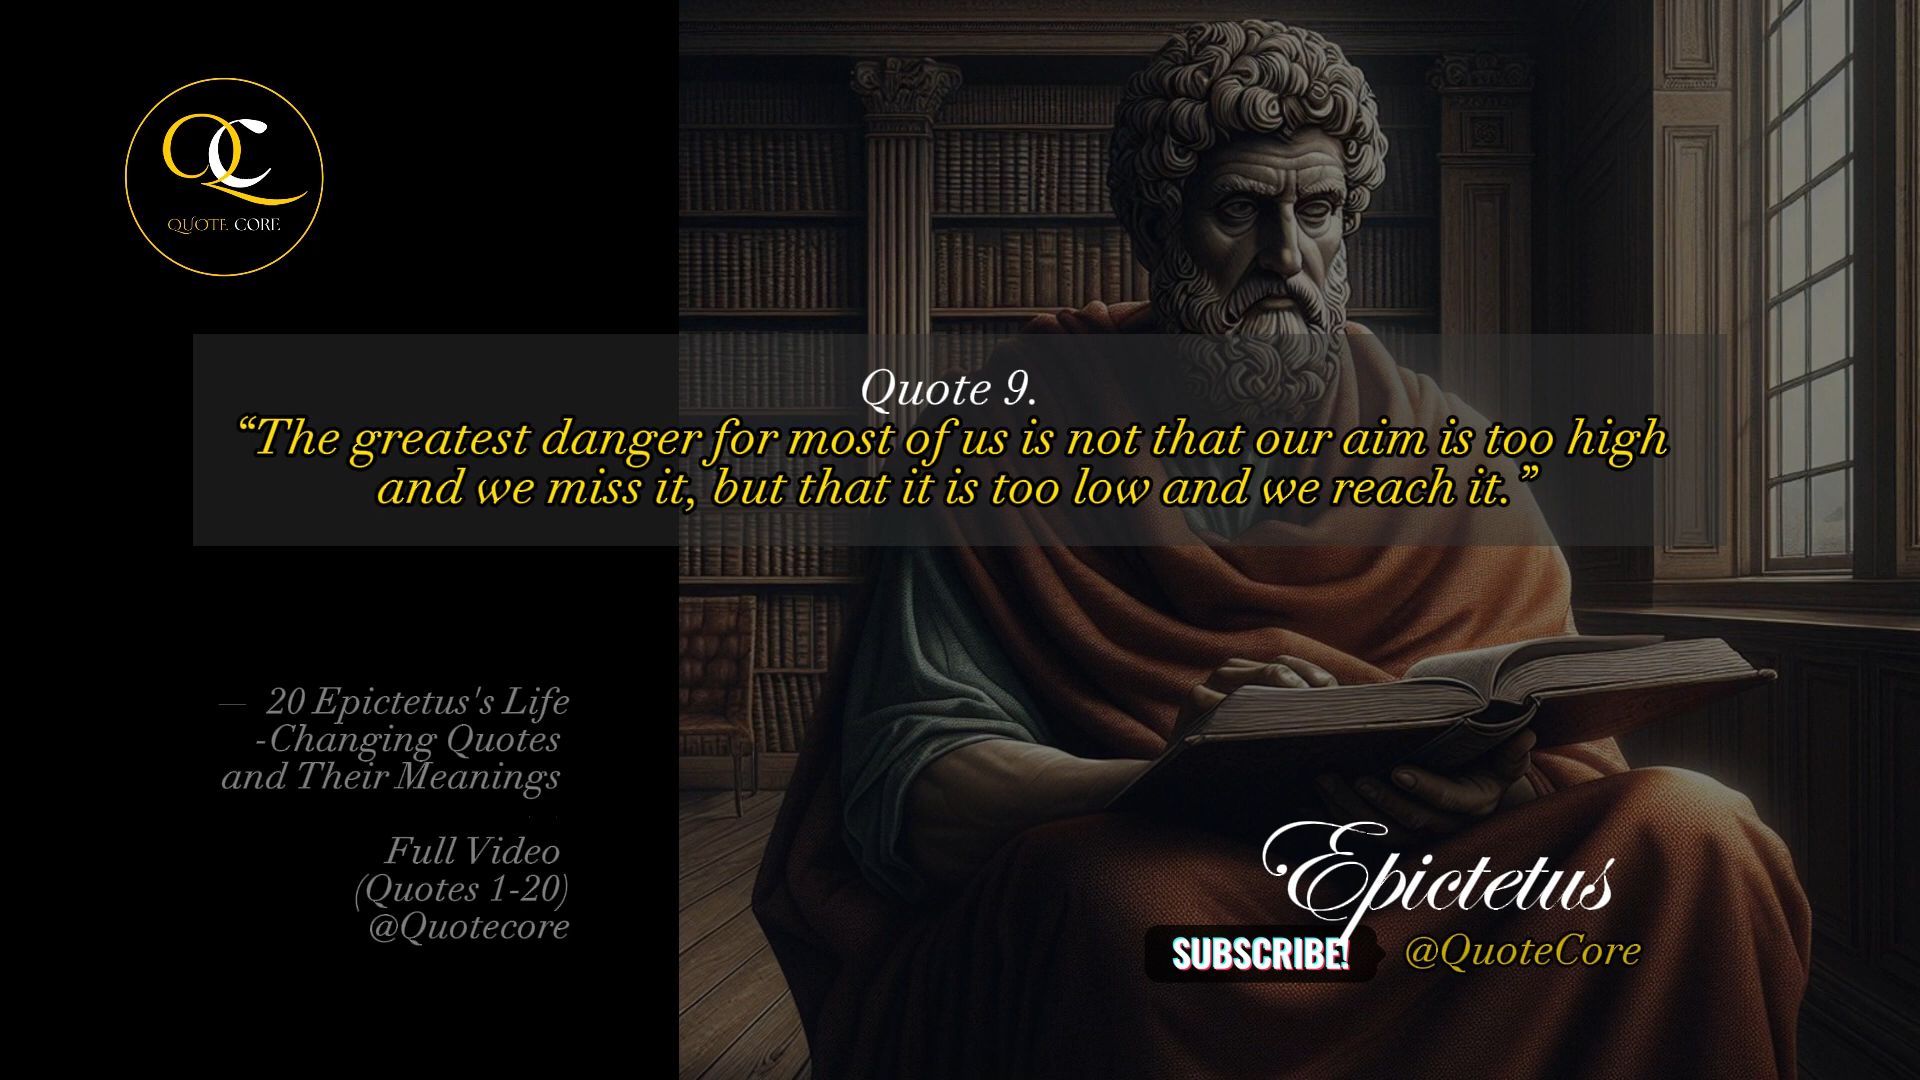 QC
QUOTE CORE
Quote 9.
“The greatest danger for most of us is not that our aim is too high
and we miss it, but that it is too low and we reach it.”
— 20 Epictetus's Life
-Changing Quotes
and Their Meanings
Full Video
(Quotes 1-20)
@Quotecore
Epictetus
SUBSCRIBE!
@QuoteCore